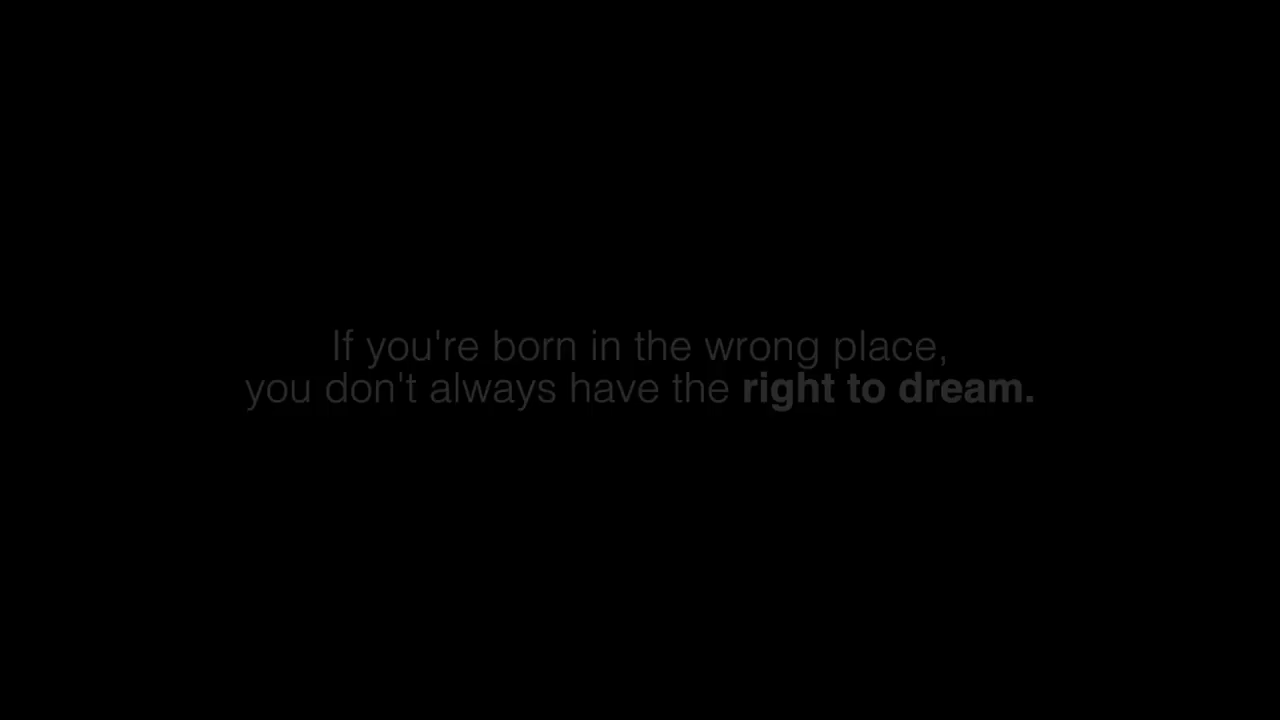 If you're born in the wrong place,
you don't always have the right to dream.